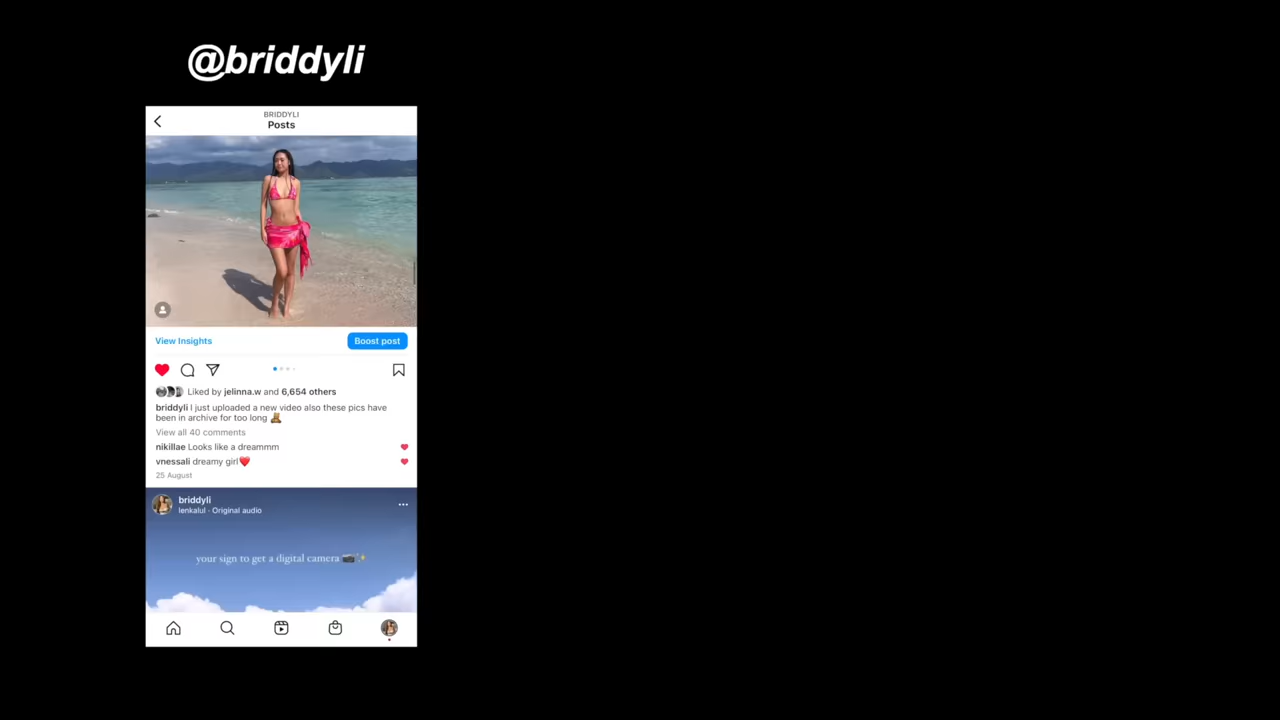 @briddyli
BRIDDYLI
Posts
View Insights
Boost post
Liked by jelinna.w and 6,654 others
briddyli I just uploaded a new video also these pics have
been in archive for too long 🧸
View all 40 comments
nikillae Looks like a dreammm
vnessali dreamy girl❤️
25 August
briddyli
lenkalul · Original audio
your sign to get a digital camera 📷✨